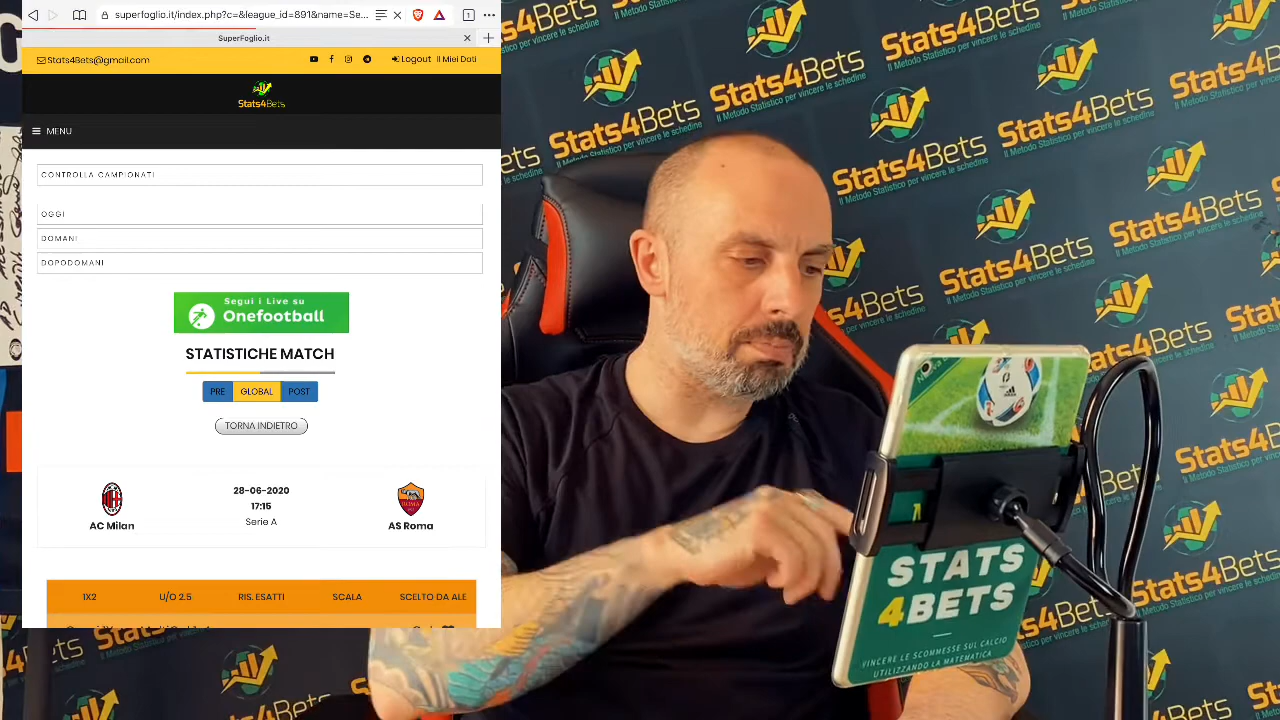 superfoglio.it/index.php?c=&league_id=891&name=Se...
1
SuperFoglio.it
Stats4Bets@gmail.com
Logout Il Miei Dati
Stats4Bets
MENU
CONTROLLA CAMPIONATI
OGGI
DOMANI
DOPODOMANI
Segui i Live su
Onefootball
STATISTICHE MATCH
PRE GLOBAL POST
TORNA INDIETRO
AC Milan
28-06-2020
17:15
Serie A
AS Roma
1X2 U/O 2.5 RIS. ESATTI SCALA SCELTO DA ALE
Stats4Bets
Il Metodo Statistico per vincere le schedine
STATS
4BETS
VINCERE LE SCOMMESSE SUL CALCIO
UTILIZZANDO LA MATEMATICA